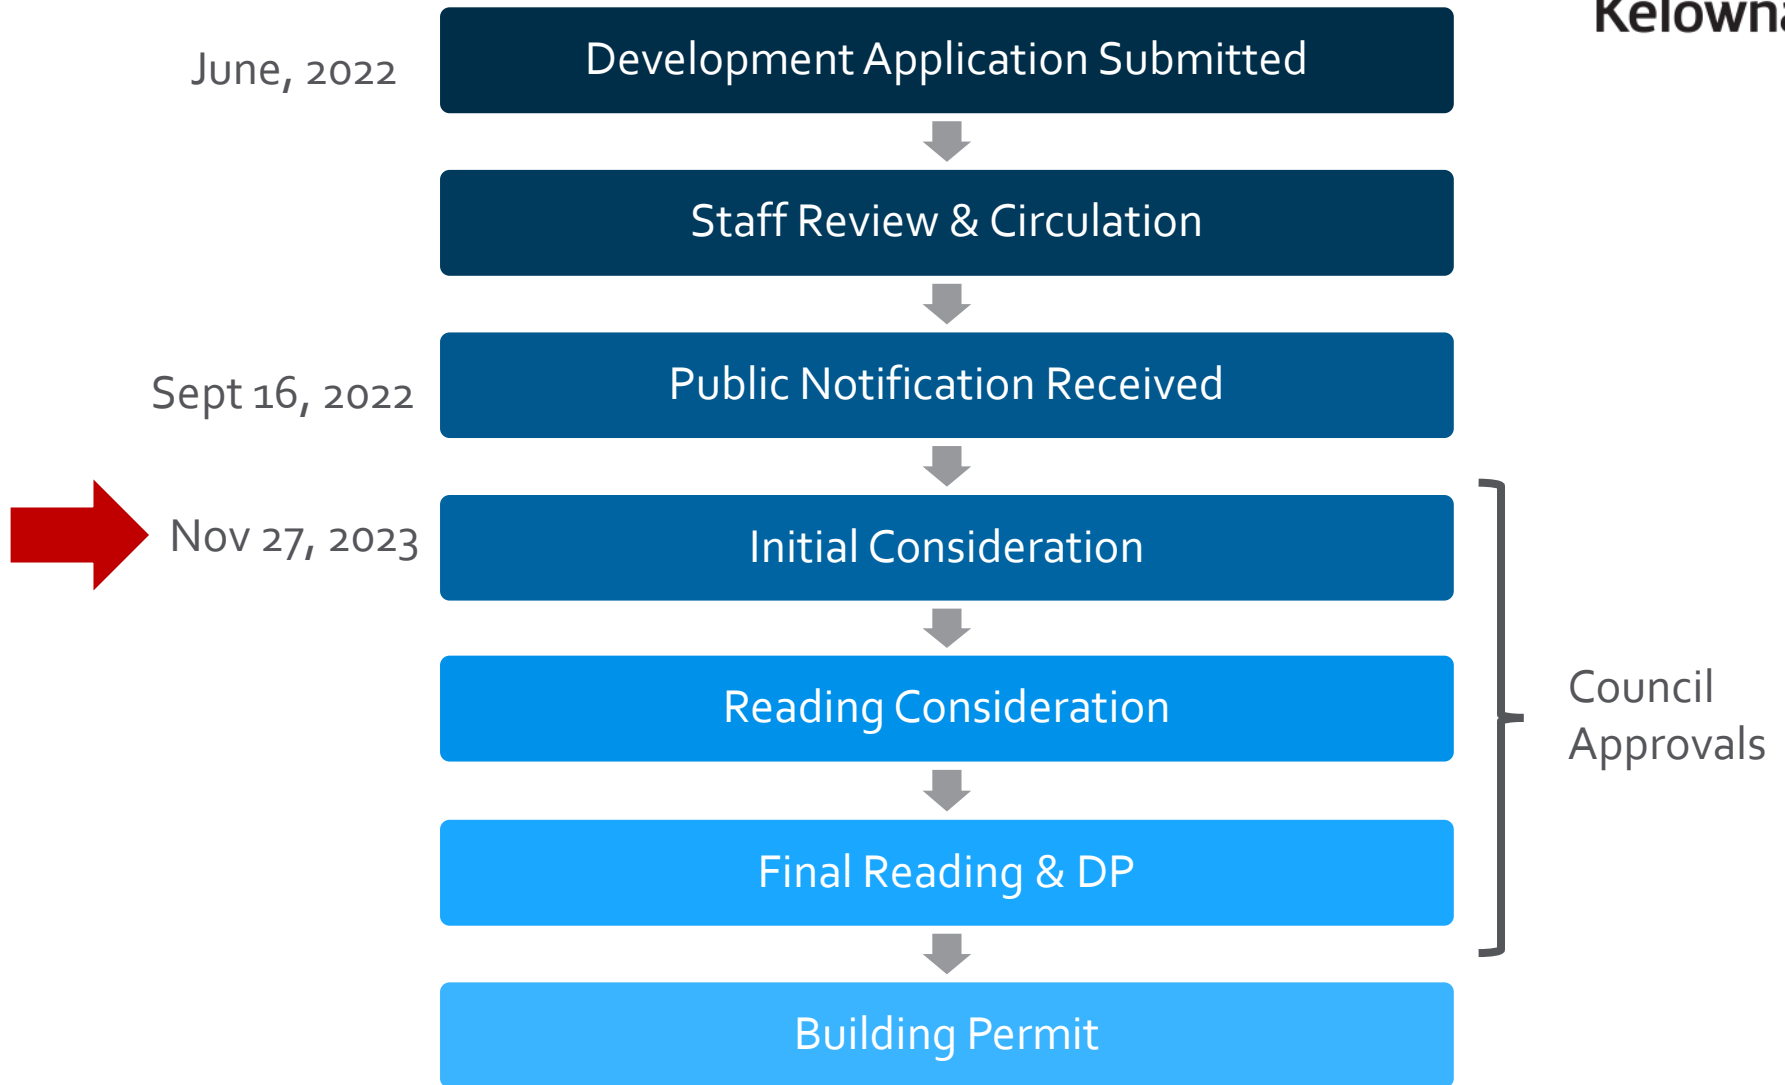 Kelowna
June, 2022
Development Application Submitted
Staff Review & Circulation
Sept 16, 2022
Public Notification Received
Nov 27, 2023
Initial Consideration
Reading Consideration
Council
Approvals
Final Reading & DP
Building Permit